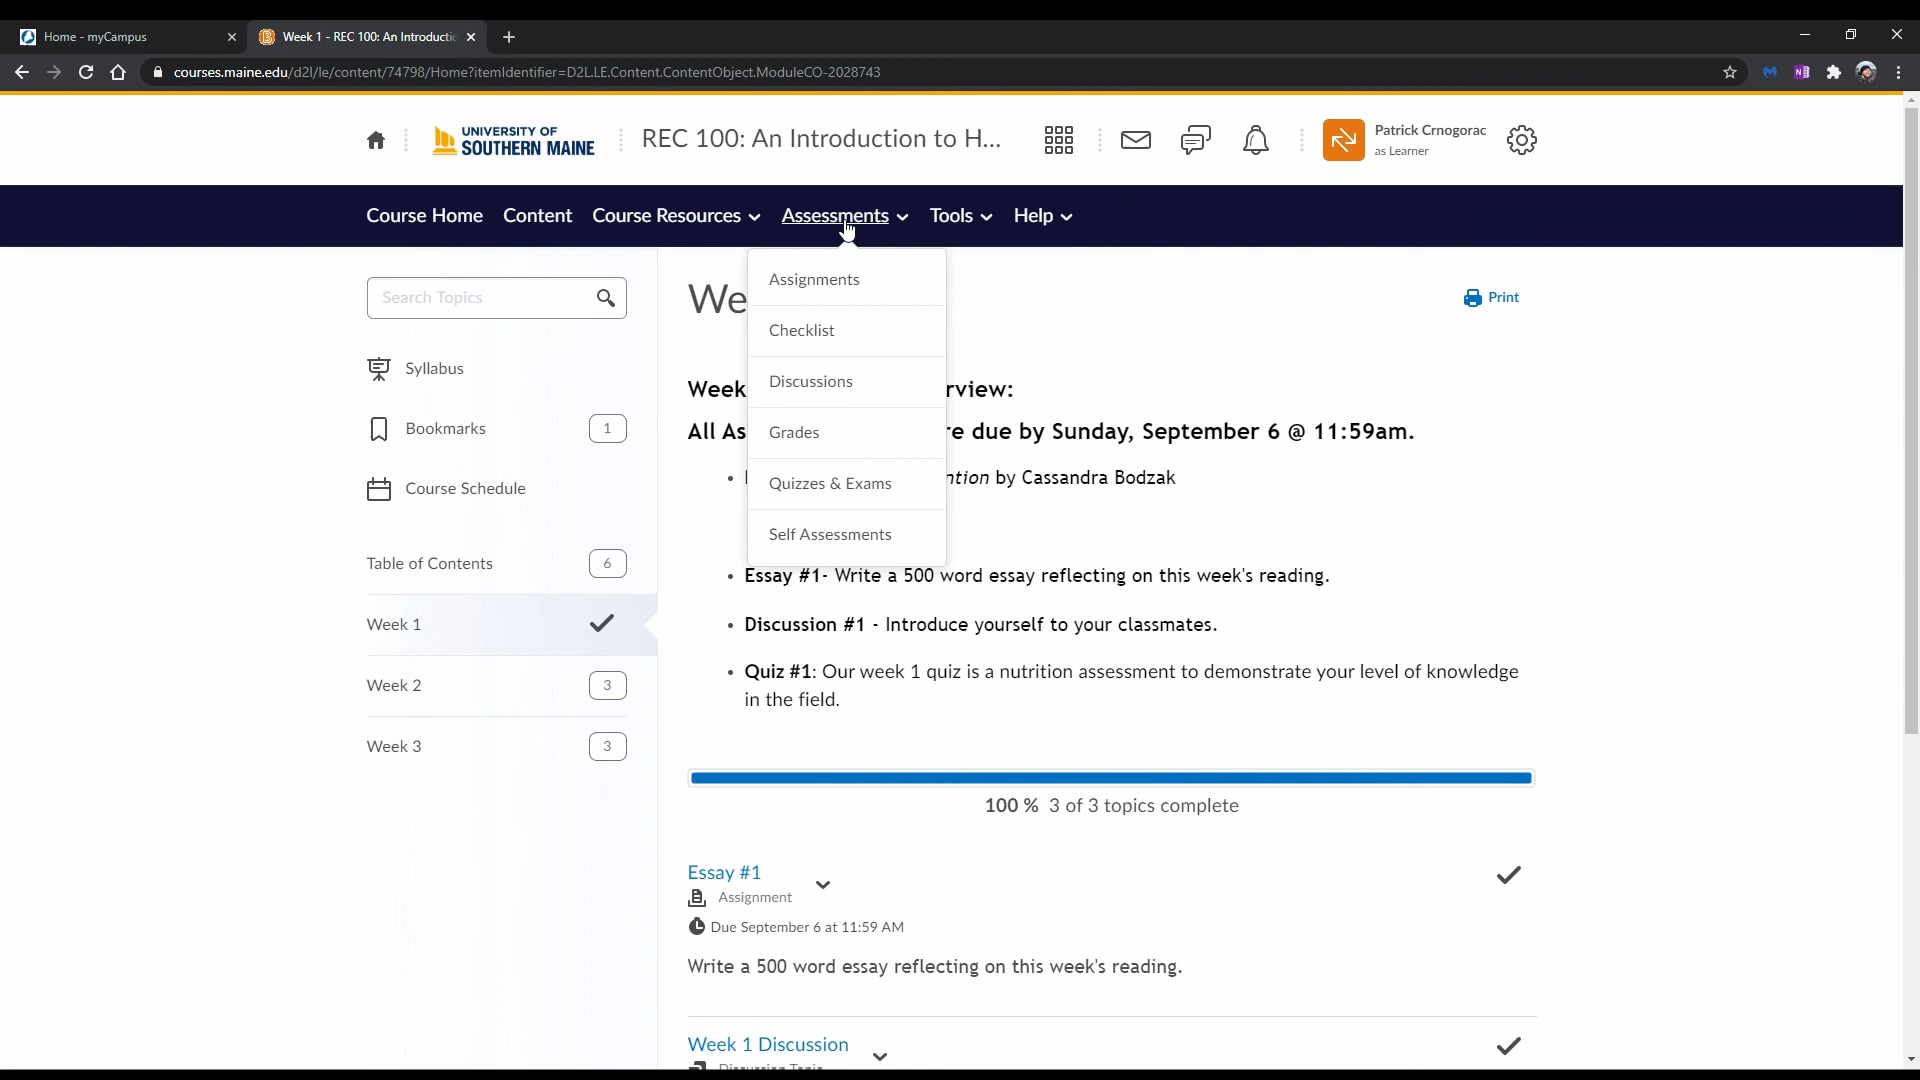 Home - myCampus
Week 1 - REC 100: An Introductic
courses.maine.edu/d2l/le/content/74798/Home?itemIdentifier=D2L.LE.Content.ContentObject.ModuleCO-2028743
UNIVERSITY OF
SOUTHERN MAINE
REC 100: An Introduction to H...
Patrick Crnogorac
as Learner
Course Home Content Course Resources Assessments Tools Help
Assignments
Checklist
Discussions
Grades
Quizzes & Exams
Self Assessments
Search Topics
Syllabus
Bookmarks 1
Course Schedule
Table of Contents 6
Week 1
Week 2 3
Week 3 3
We
Print
Week rview:
All As re due by Sunday, September 6 @ 11:59am.
ntion by Cassandra Bodzak
• Essay #1- Write a 500 word essay reflecting on this week's reading.
• Discussion #1 - Introduce yourself to your classmates.
• Quiz #1: Our week 1 quiz is a nutrition assessment to demonstrate your level of knowledge
in the field.
100 % 3 of 3 topics complete
Essay #1
Assignment
Due September 6 at 11:59 AM
Write a 500 word essay reflecting on this week's reading.
Week 1 Discussion